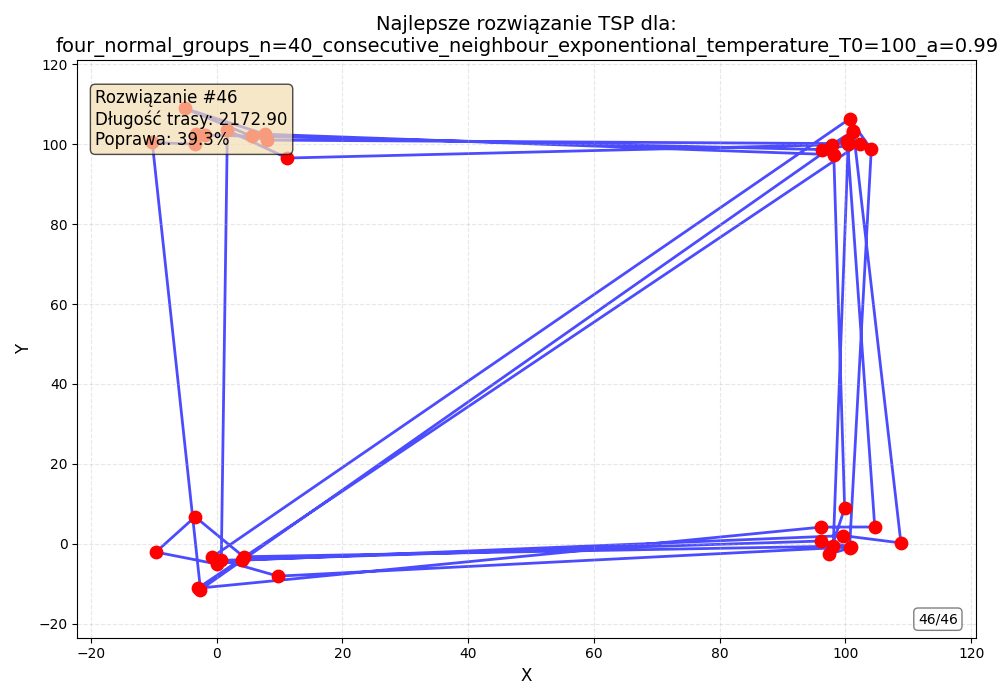 Najlepsze rozwiązanie TSP dla:
four_normal_groups_n=40_consecutive_neighbour_exponentional_temperature_T0=100_a=0.99
120
100
80
60
40
20
0
−20
Y
Rozwiązanie #46
Długość trasy: 2172.90
Poprawa: 39.3%
46/46
−20
0
20
40
60
80
100
120
X